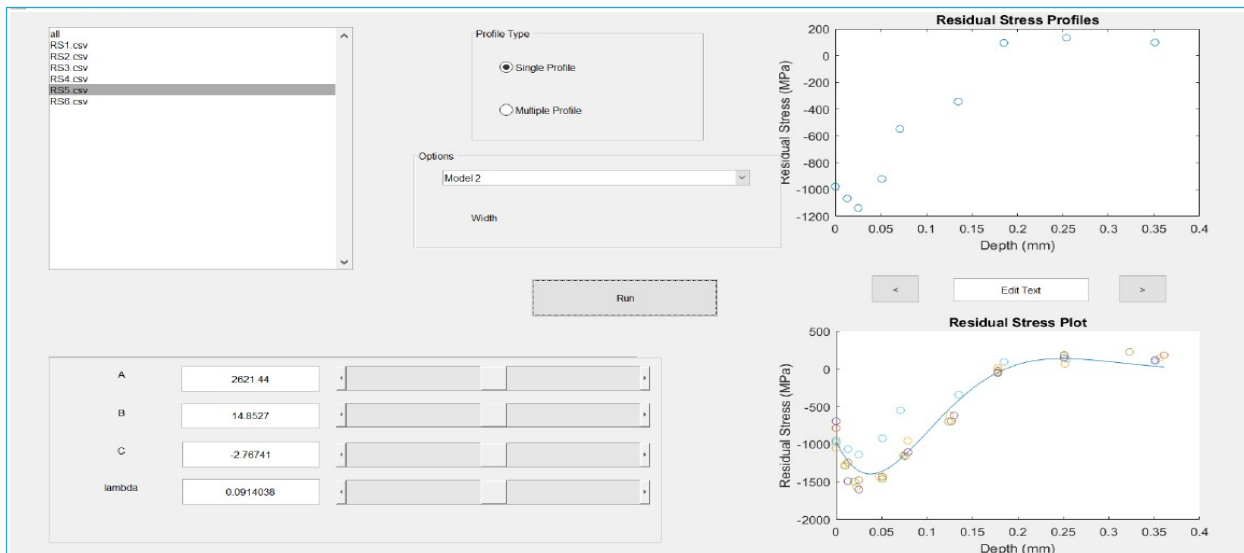 all
RS1.csv
RS2.csv
RS3.csv
RS4.csv
RS5.csv
RS6.csv
Profile Type
Single Profile
Multiple Profile
Options
Model 2
Width
Run
A
2621.44
B
14.8527
C
-2.76741
lambda
0.0914038
Residual Stress Profiles
Residual Stress (MPa)
200
0
-200
-400
-600
-800
-1000
-1200
0 0.05 0.1 0.15 0.2 0.25 0.3 0.35 0.4
Depth (mm)
<
Edit Text
>
Residual Stress Plot
Residual Stress (MPa)
500
0
-500
-1000
-1500
-2000
0 0.05 0.1 0.15 0.2 0.25 0.3 0.35 0.4
Depth (mm)